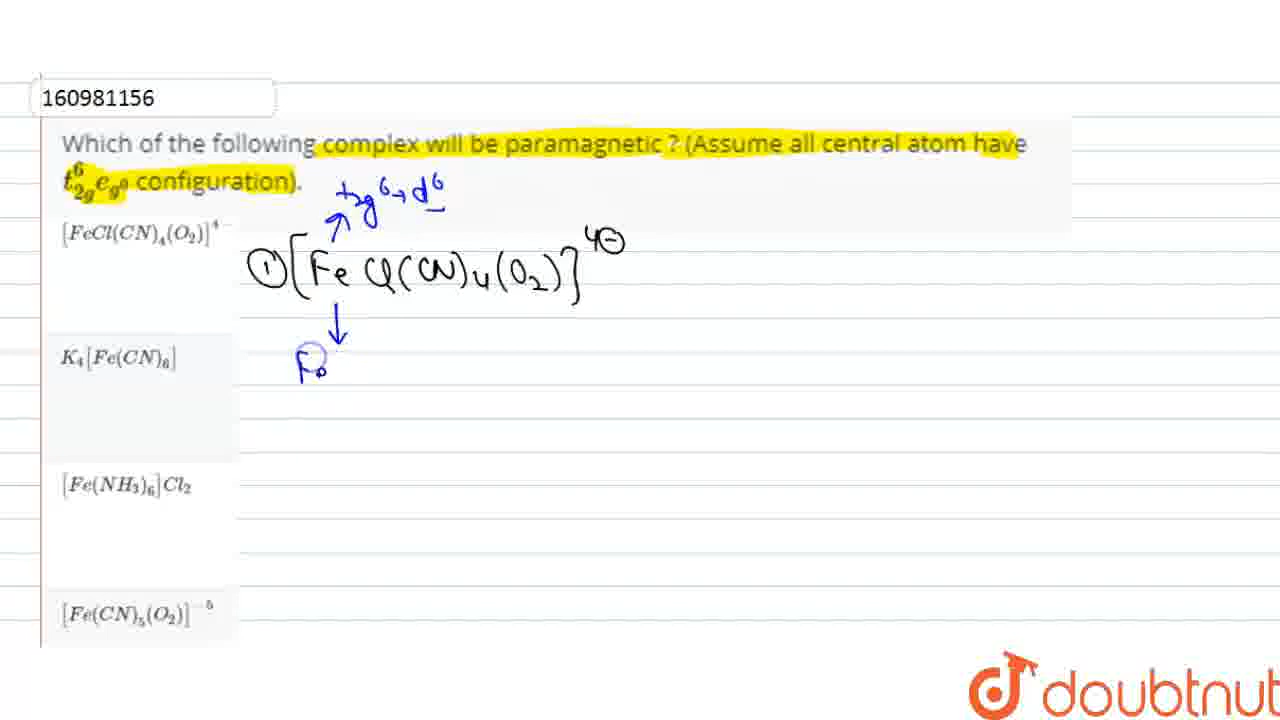 160981156
Which of the following complex will be paramagnetic ? (Assume all central atom have
t₂g⁶ e_g⁰ configuration).
t₂g⁶ → d⁶
[FeCl(CN)₄(O₂)]⁴⁻
① [Fe Cl(CN)₄(O₂)]⁴⊖
Fe
K₄[Fe(CN)₆]
[Fe(NH₃)₆]Cl₂
[Fe(CN)₅(O₂)]⁻⁵
doubtnut